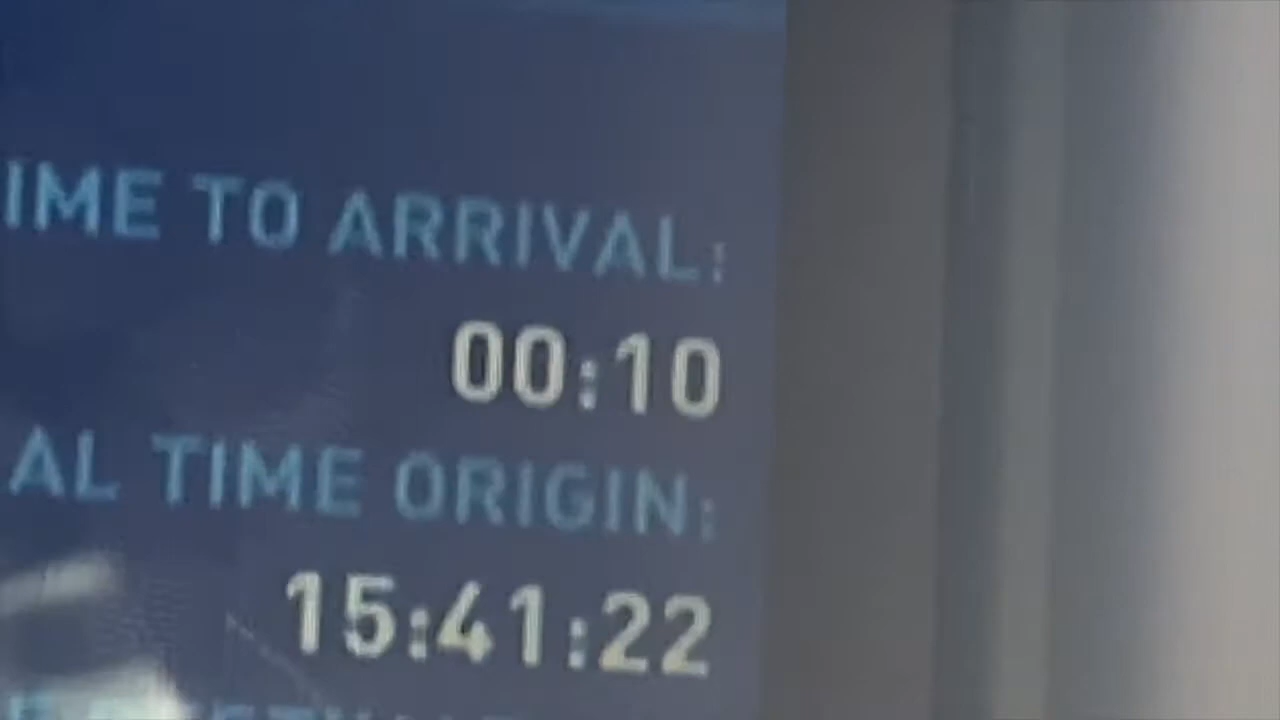 IME TO ARRIVAL:
00:10
AL TIME ORIGIN:
15:41:22